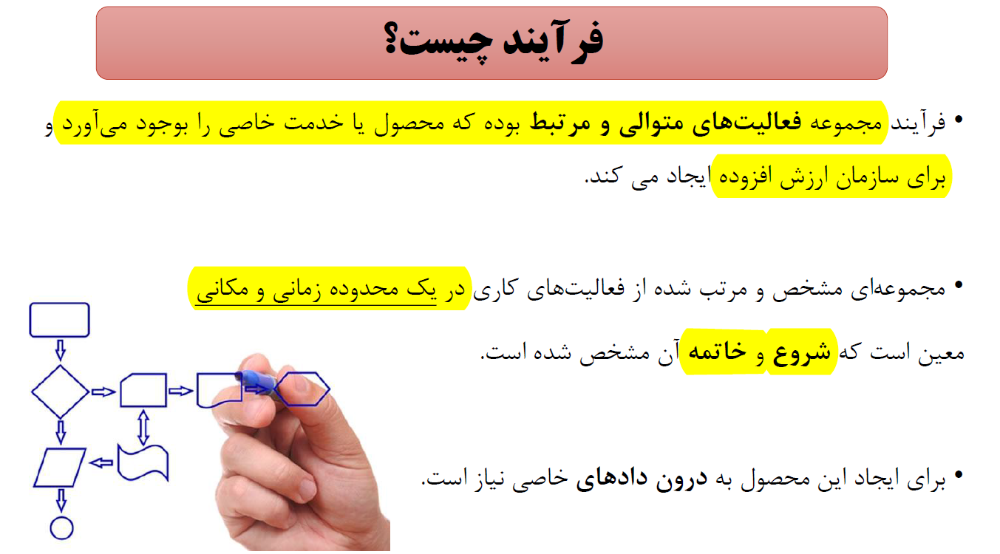 فرآیند چیست؟
• فرآیند مجموعه فعالیت‌های متوالی و مرتبط بوده که محصول یا خدمت خاصی را بوجود می‌آورد و
برای سازمان ارزش افزوده ایجاد می کند.
• مجموعه‌ای مشخص و مرتب شده از فعالیت‌های کاری در یک محدوده زمانی و مکانی
معین است که شروع و خاتمه آن مشخص شده است.
• برای ایجاد این محصول به درون دادهای خاصی نیاز است.